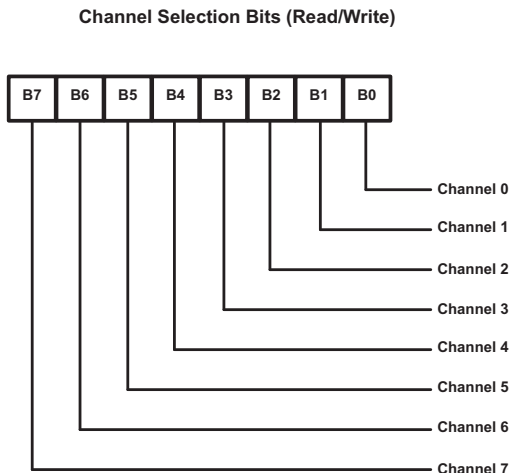 Channel Selection Bits (Read/Write)
B7 B6 B5 B4 B3 B2 B1 B0
Channel 0
Channel 1
Channel 2
Channel 3
Channel 4
Channel 5
Channel 6
Channel 7